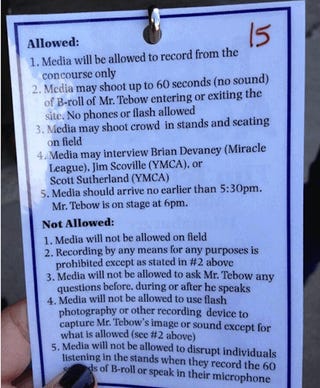 15
Allowed:
1. Media will be allowed to record from the
concourse only
2. Media may shoot up to 60 seconds (no sound)
of B-roll of Mr. Tebow entering or exiting the
site. No phones or flash allowed
3. Media may shoot crowd in stands and seating
on field
4. Media may interview Brian Devaney (Miracle
League), Jim Scoville (YMCA), or
Scott Sutherland (YMCA)
5. Media should arrive no earlier than 5:30pm.
Mr. Tebow is on stage at 6pm.
Not Allowed:
1. Media will not be allowed on field
2. Recording by any means for any purposes is
prohibited except as stated in #2 above
3. Media will not be allowed to ask Mr. Tebow any
questions before, during or after he speaks
4. Media will not be allowed to use flash
photography or other recording device to
capture Mr. Tebow's image or sound except for
what is allowed (see #2 above)
5. Media will not be allowed to disrupt individuals
listening in the stands when they record the 60
of B-roll or speak in their microphone